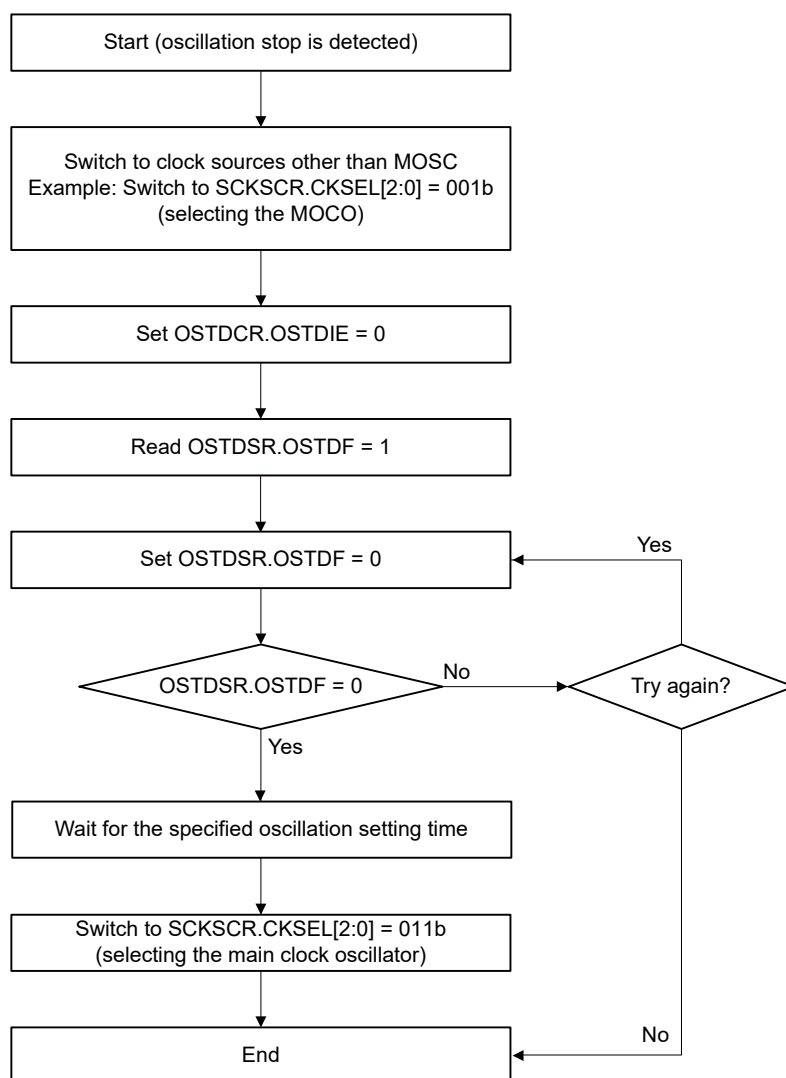 Start (oscillation stop is detected)
Switch to clock sources other than MOSC
Example: Switch to SCKSCR.CKSEL[2:0] = 001b
(selecting the MOCO)
Set OSTDCR.OSTDIE = 0
Read OSTDSR.OSTDF = 1
Set OSTDSR.OSTDF = 0
Yes
OSTDSR.OSTDF = 0
No
Try again?
Yes
Wait for the specified oscillation setting time
Switch to SCKSCR.CKSEL[2:0] = 011b
(selecting the main clock oscillator)
No
End